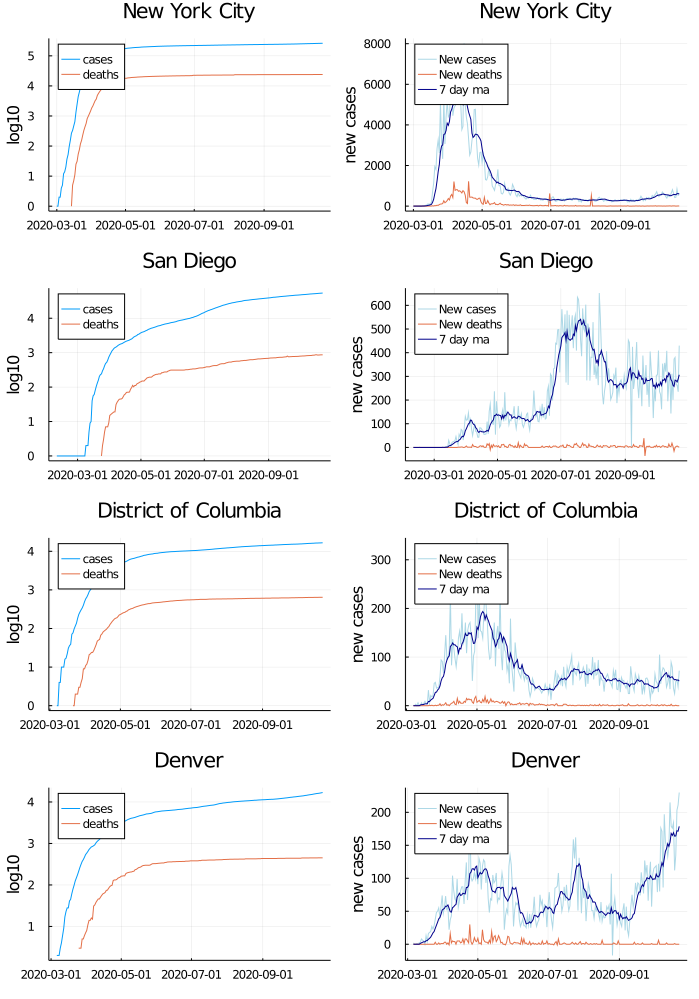 New York City
New York City
log10
5
4
3
2
1
0
cases
deaths
2020-03-01 2020-05-01 2020-07-01 2020-09-01
new cases
8000
6000
4000
2000
0
New cases
New deaths
7 day ma
2020-03-01 2020-05-01 2020-07-01 2020-09-01
San Diego
San Diego
log10
4
3
2
1
0
cases
deaths
2020-03-01 2020-05-01 2020-07-01 2020-09-01
new cases
600
500
400
300
200
100
0
New cases
New deaths
7 day ma
2020-03-01 2020-05-01 2020-07-01 2020-09-01
District of Columbia
District of Columbia
log10
4
3
2
1
0
cases
deaths
2020-03-01 2020-05-01 2020-07-01 2020-09-01
new cases
300
200
100
0
New cases
New deaths
7 day ma
2020-03-01 2020-05-01 2020-07-01 2020-09-01
Denver
Denver
log10
4
3
2
1
cases
deaths
2020-03-01 2020-05-01 2020-07-01 2020-09-01
new cases
200
150
100
50
0
New cases
New deaths
7 day ma
2020-03-01 2020-05-01 2020-07-01 2020-09-01